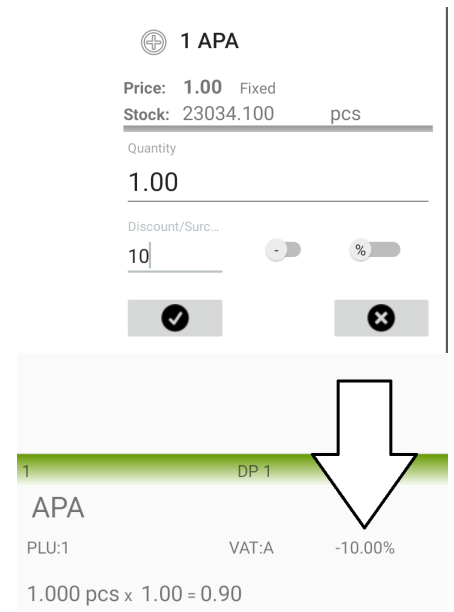 1 APA
Price: 1.00 Fixed
Stock: 23034.100 pcs
Quantity
1.00
Discount/Surc...
10 - %
1 DP 1
APA
PLU:1 VAT:A -10.00%
1.000 pcs x 1.00 = 0.90